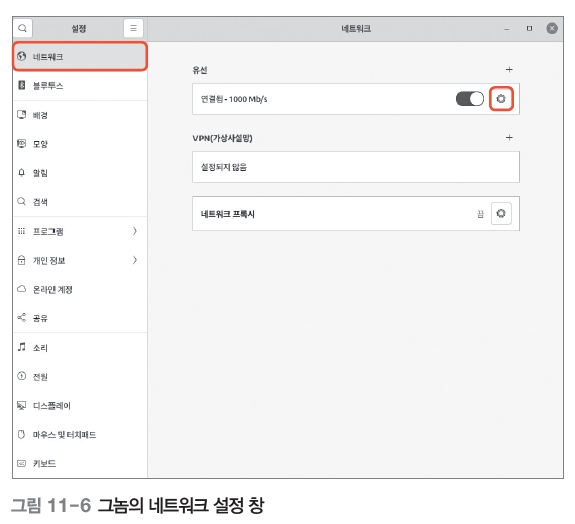 설정
네트워크
네트워크
블루투스
배경
모양
알림
검색
프로그램
개인 정보
온라인 계정
공유
소리
전원
디스플레이
마우스 및 터치패드
키보드
유선
연결됨 - 1000 Mb/s
VPN(가상사설망)
설정되지 않음
네트워크 프록시
끔
그림 11-6 그놈의 네트워크 설정 창